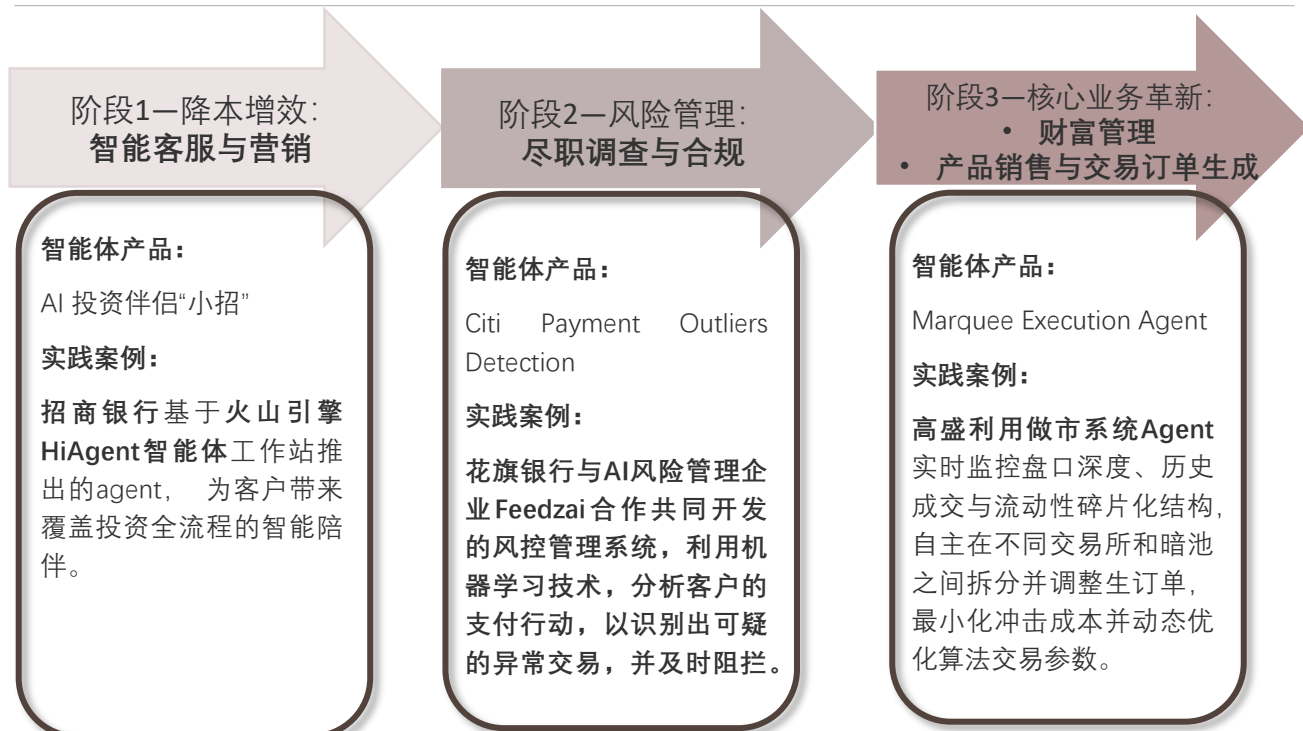 阶段1—降本增效：
智能客服与营销
智能体产品：
AI 投资伴侣“小招”
实践案例：
招商银行基于火山引擎
HiAgent智能体工作站推
出的agent， 为客户带来
覆盖投资全流程的智能陪
伴。
阶段2—风险管理：
尽职调查与合规
智能体产品：
Citi Payment Outliers
Detection
实践案例：
花旗银行与AI风险管理企
业Feedzai合作共同开发
的风控管理系统，利用机
器学习技术，分析客户的
支付行动，以识别出可疑
的异常交易，并及时阻拦。
阶段3—核心业务革新：
• 财富管理
• 产品销售与交易订单生成
智能体产品：
Marquee Execution Agent
实践案例：
高盛利用做市系统Agent
实时监控盘口深度、历史
成交与流动性碎片化结构，
自主在不同交易所和暗池
之间拆分并调整生订单，
最小化冲击成本并动态优
化算法交易参数。